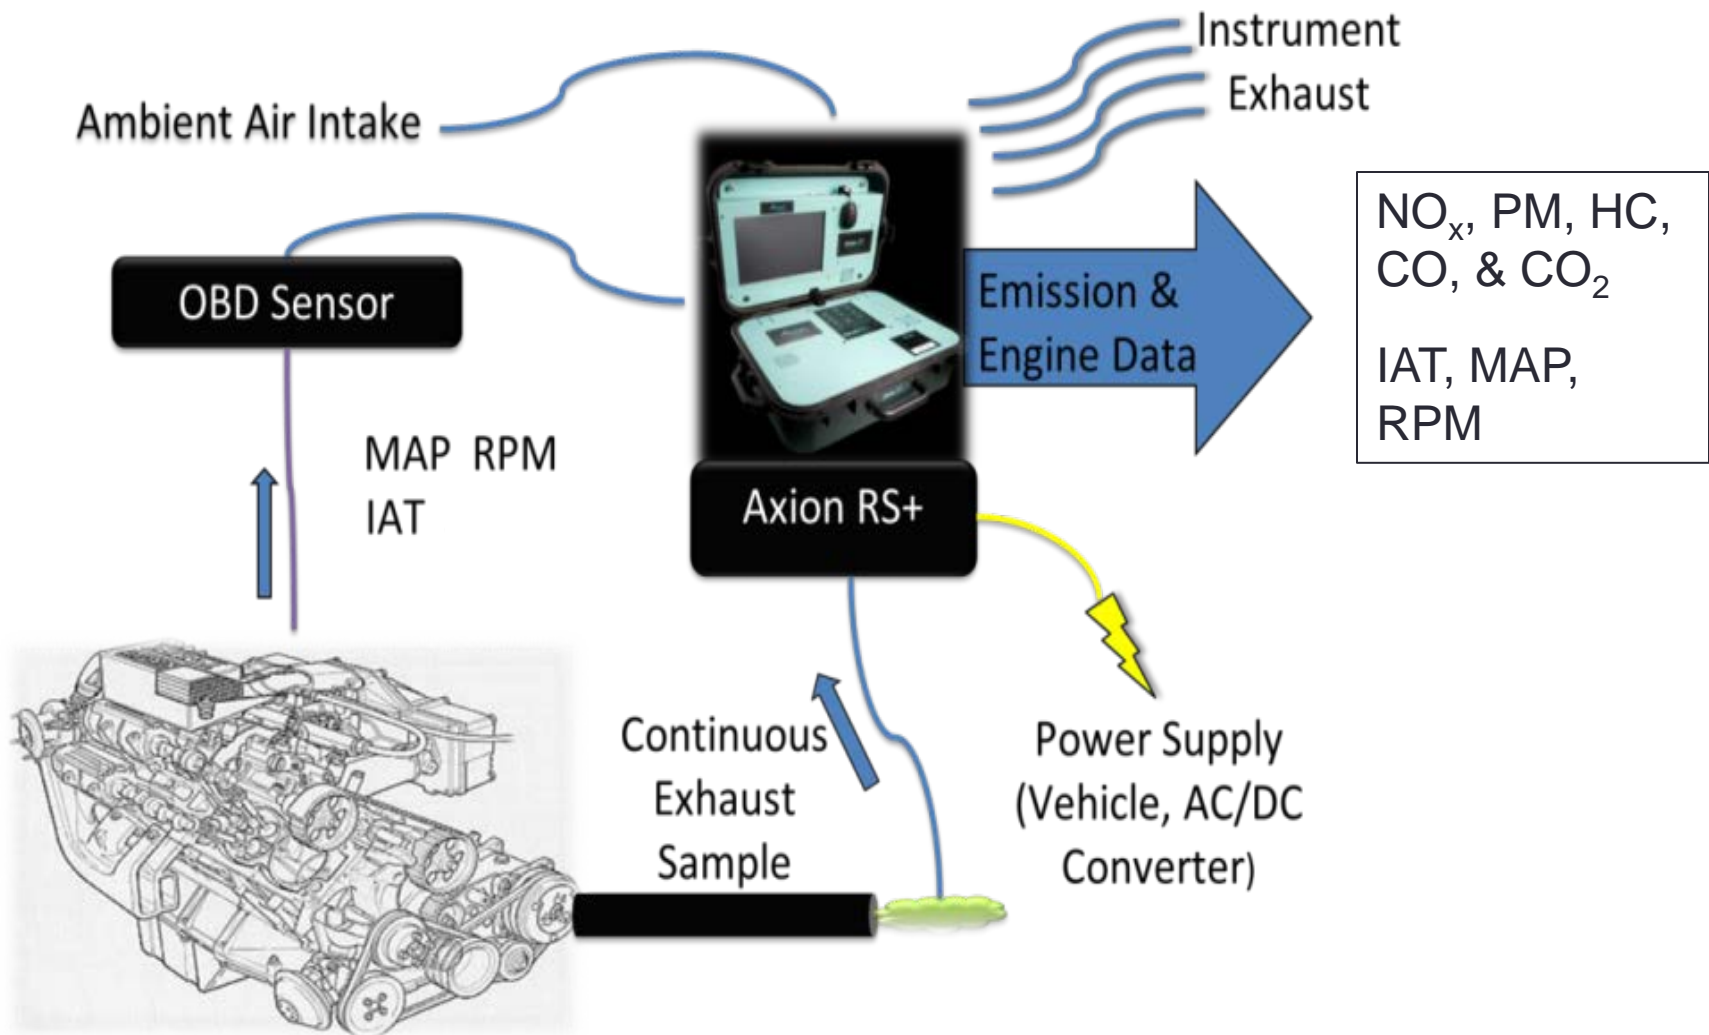 Instrument
Exhaust
Ambient Air Intake
OBD Sensor
Emission &
Engine Data
NOₓ, PM, HC,
CO, & CO₂
IAT, MAP,
RPM
MAP RPM
IAT
Axion RS+
Continuous
Exhaust
Sample
Power Supply
(Vehicle, AC/DC
Converter)